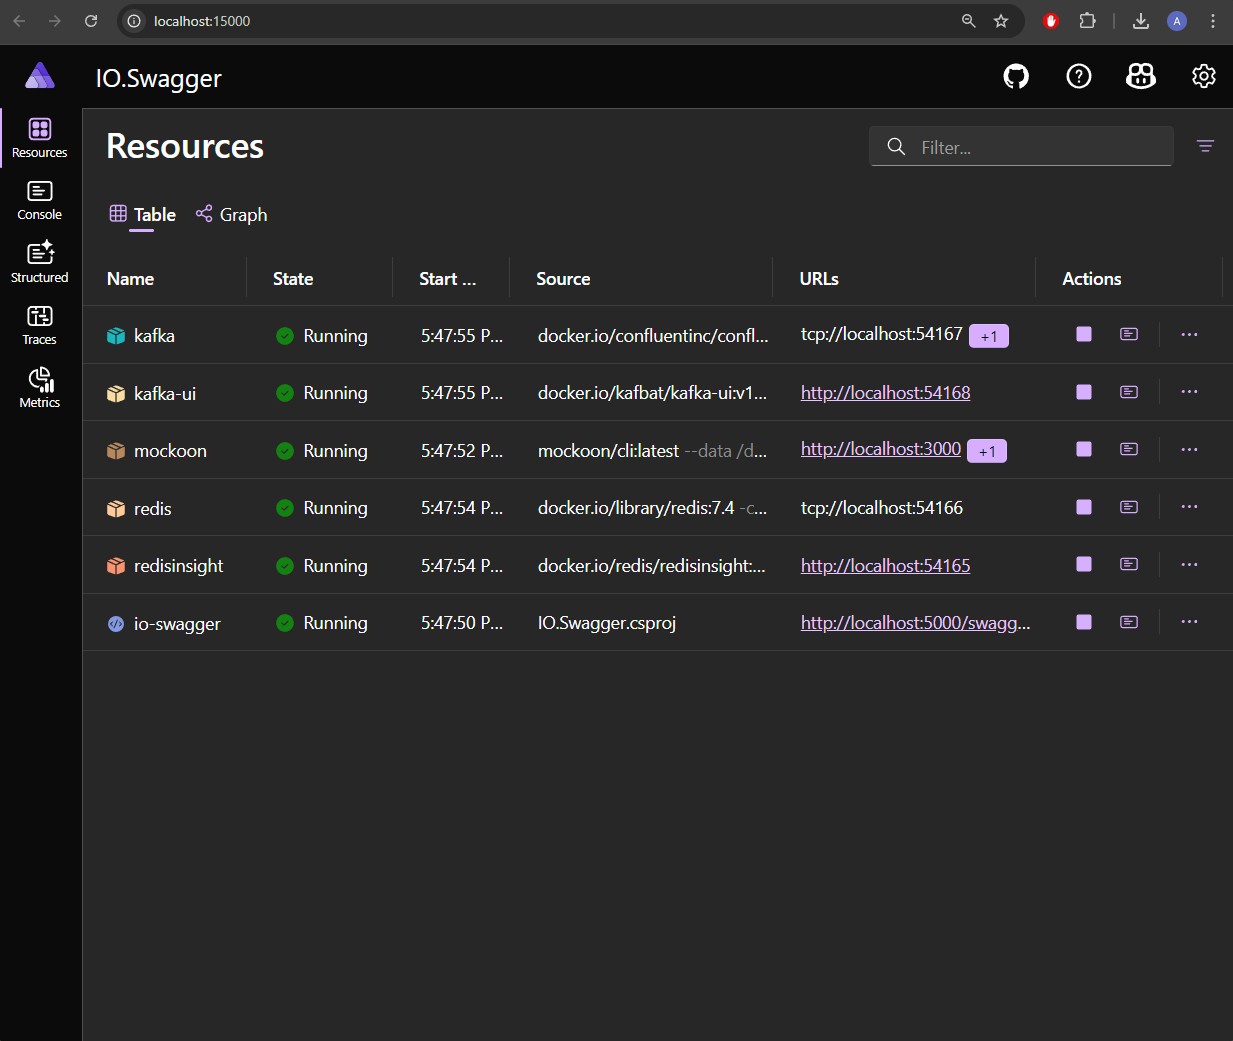 localhost:15000
A
IO.Swagger
Resources
Console
Structured
Traces
Metrics
Resources
Filter...
Table Graph
Name State Start ... Source URLs Actions
kafka Running 5:47:55 P... docker.io/confluentinc/confl... tcp://localhost:54167 +1
kafka-ui Running 5:47:55 P... docker.io/kafbat/kafka-ui:v1... http://localhost:54168
mockoon Running 5:47:52 P... mockoon/cli:latest --data /d... http://localhost:3000 +1
redis Running 5:47:54 P... docker.io/library/redis:7.4 -c... tcp://localhost:54166
redisinsight Running 5:47:54 P... docker.io/redis/redisinsight:... http://localhost:54165
io-swagger Running 5:47:50 P... IO.Swagger.csproj http://localhost:5000/swagg...